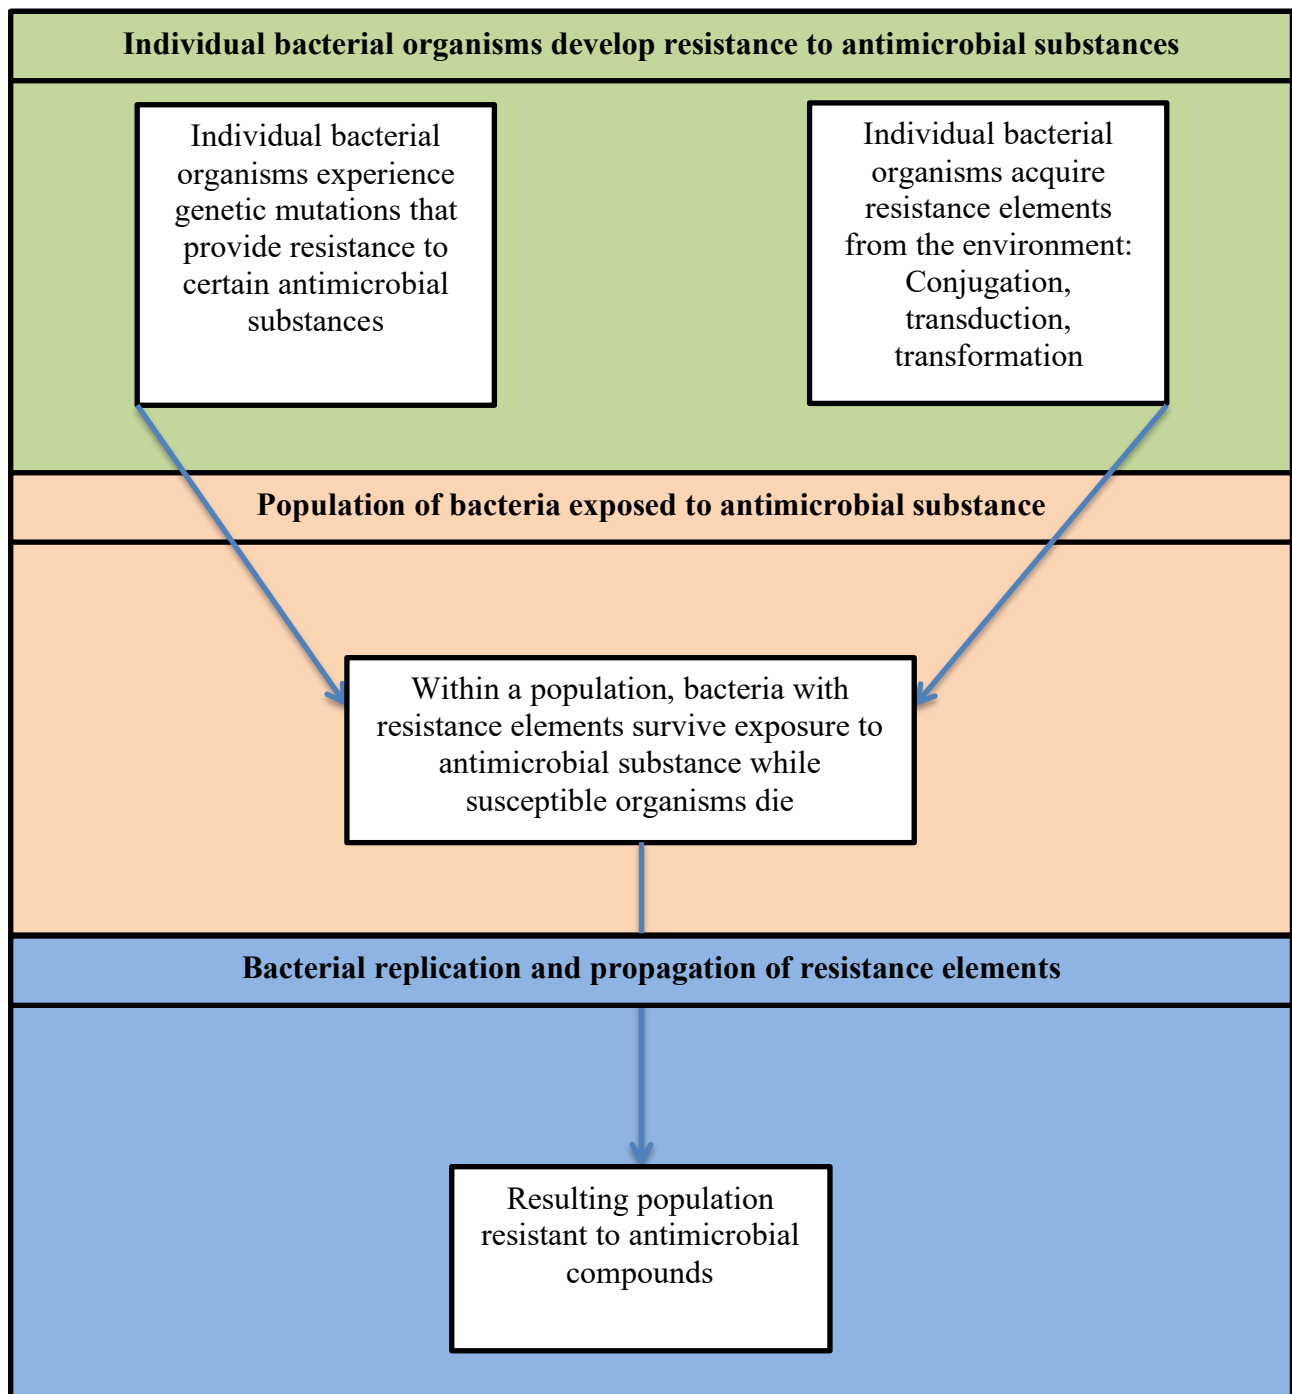 Individual bacterial organisms develop resistance to antimicrobial substances
Individual bacterial
organisms experience
genetic mutations that
provide resistance to
certain antimicrobial
substances
Individual bacterial
organisms acquire
resistance elements
from the environment:
Conjugation,
transduction,
transformation
Population of bacteria exposed to antimicrobial substance
Within a population, bacteria with
resistance elements survive exposure to
antimicrobial substance while
susceptible organisms die
Bacterial replication and propagation of resistance elements
Resulting population
resistant to antimicrobial
compounds